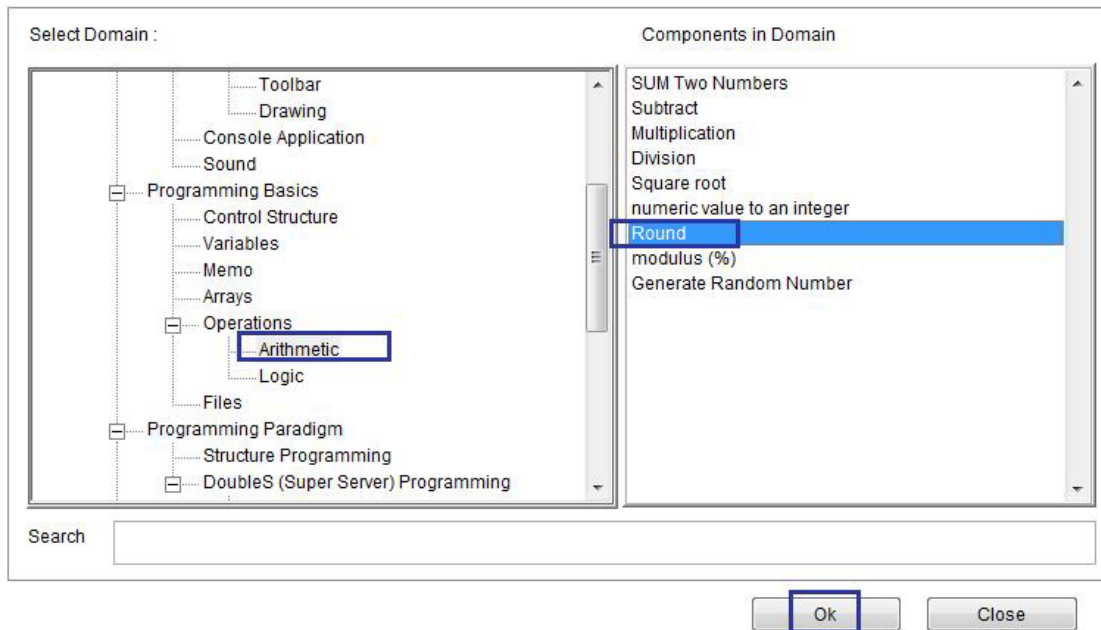 Select Domain :
Components in Domain
Toolbar
Drawing
Console Application
Sound
Programming Basics
Control Structure
Variables
Memo
Arrays
Operations
Arithmetic
Logic
Files
Programming Paradigm
Structure Programming
DoubleS (Super Server) Programming
SUM Two Numbers
Subtract
Multiplication
Division
Square root
numeric value to an integer
Round
modulus (%)
Generate Random Number
Search
Ok
Close